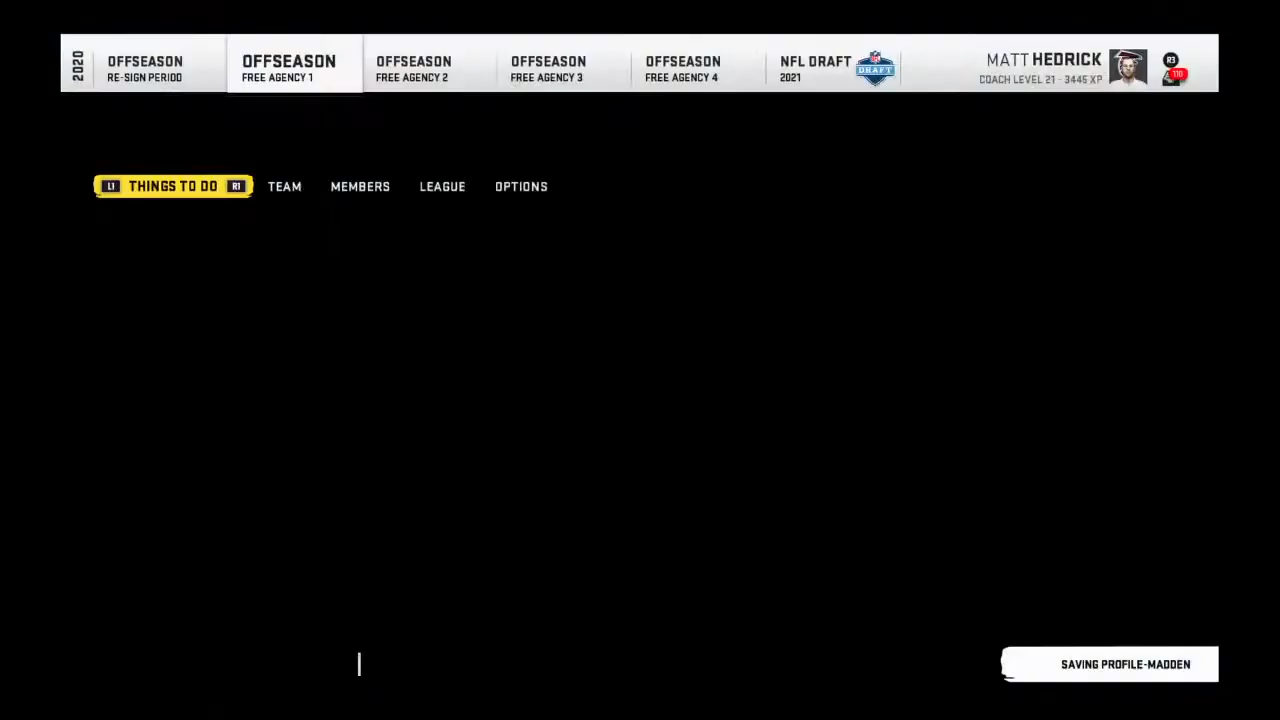 2020
OFFSEASON
RE-SIGN PERIOD
OFFSEASON
FREE AGENCY 1
OFFSEASON
FREE AGENCY 2
OFFSEASON
FREE AGENCY 3
OFFSEASON
FREE AGENCY 4
NFL DRAFT
2021
DRAFT
MATT HEDRICK
COACH LEVEL 21 - 3445 XP
R3
110
L1 THINGS TO DO R1 TEAM MEMBERS LEAGUE OPTIONS
SAVING PROFILE-MADDEN